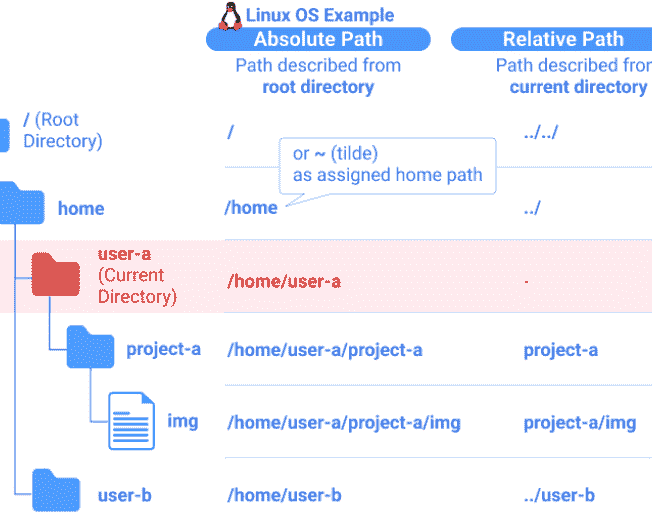 Linux OS Example
Absolute Path
Relative Path
Path described from
root directory
Path described from
current directory
/ (Root
Directory)
/
../../
or ~ (tilde)
as assigned home path
home
/home
../
user-a
(Current
Directory)
/home/user-a
.
project-a
/home/user-a/project-a
project-a
img
/home/user-a/project-a/img
project-a/img
user-b
/home/user-b
../user-b